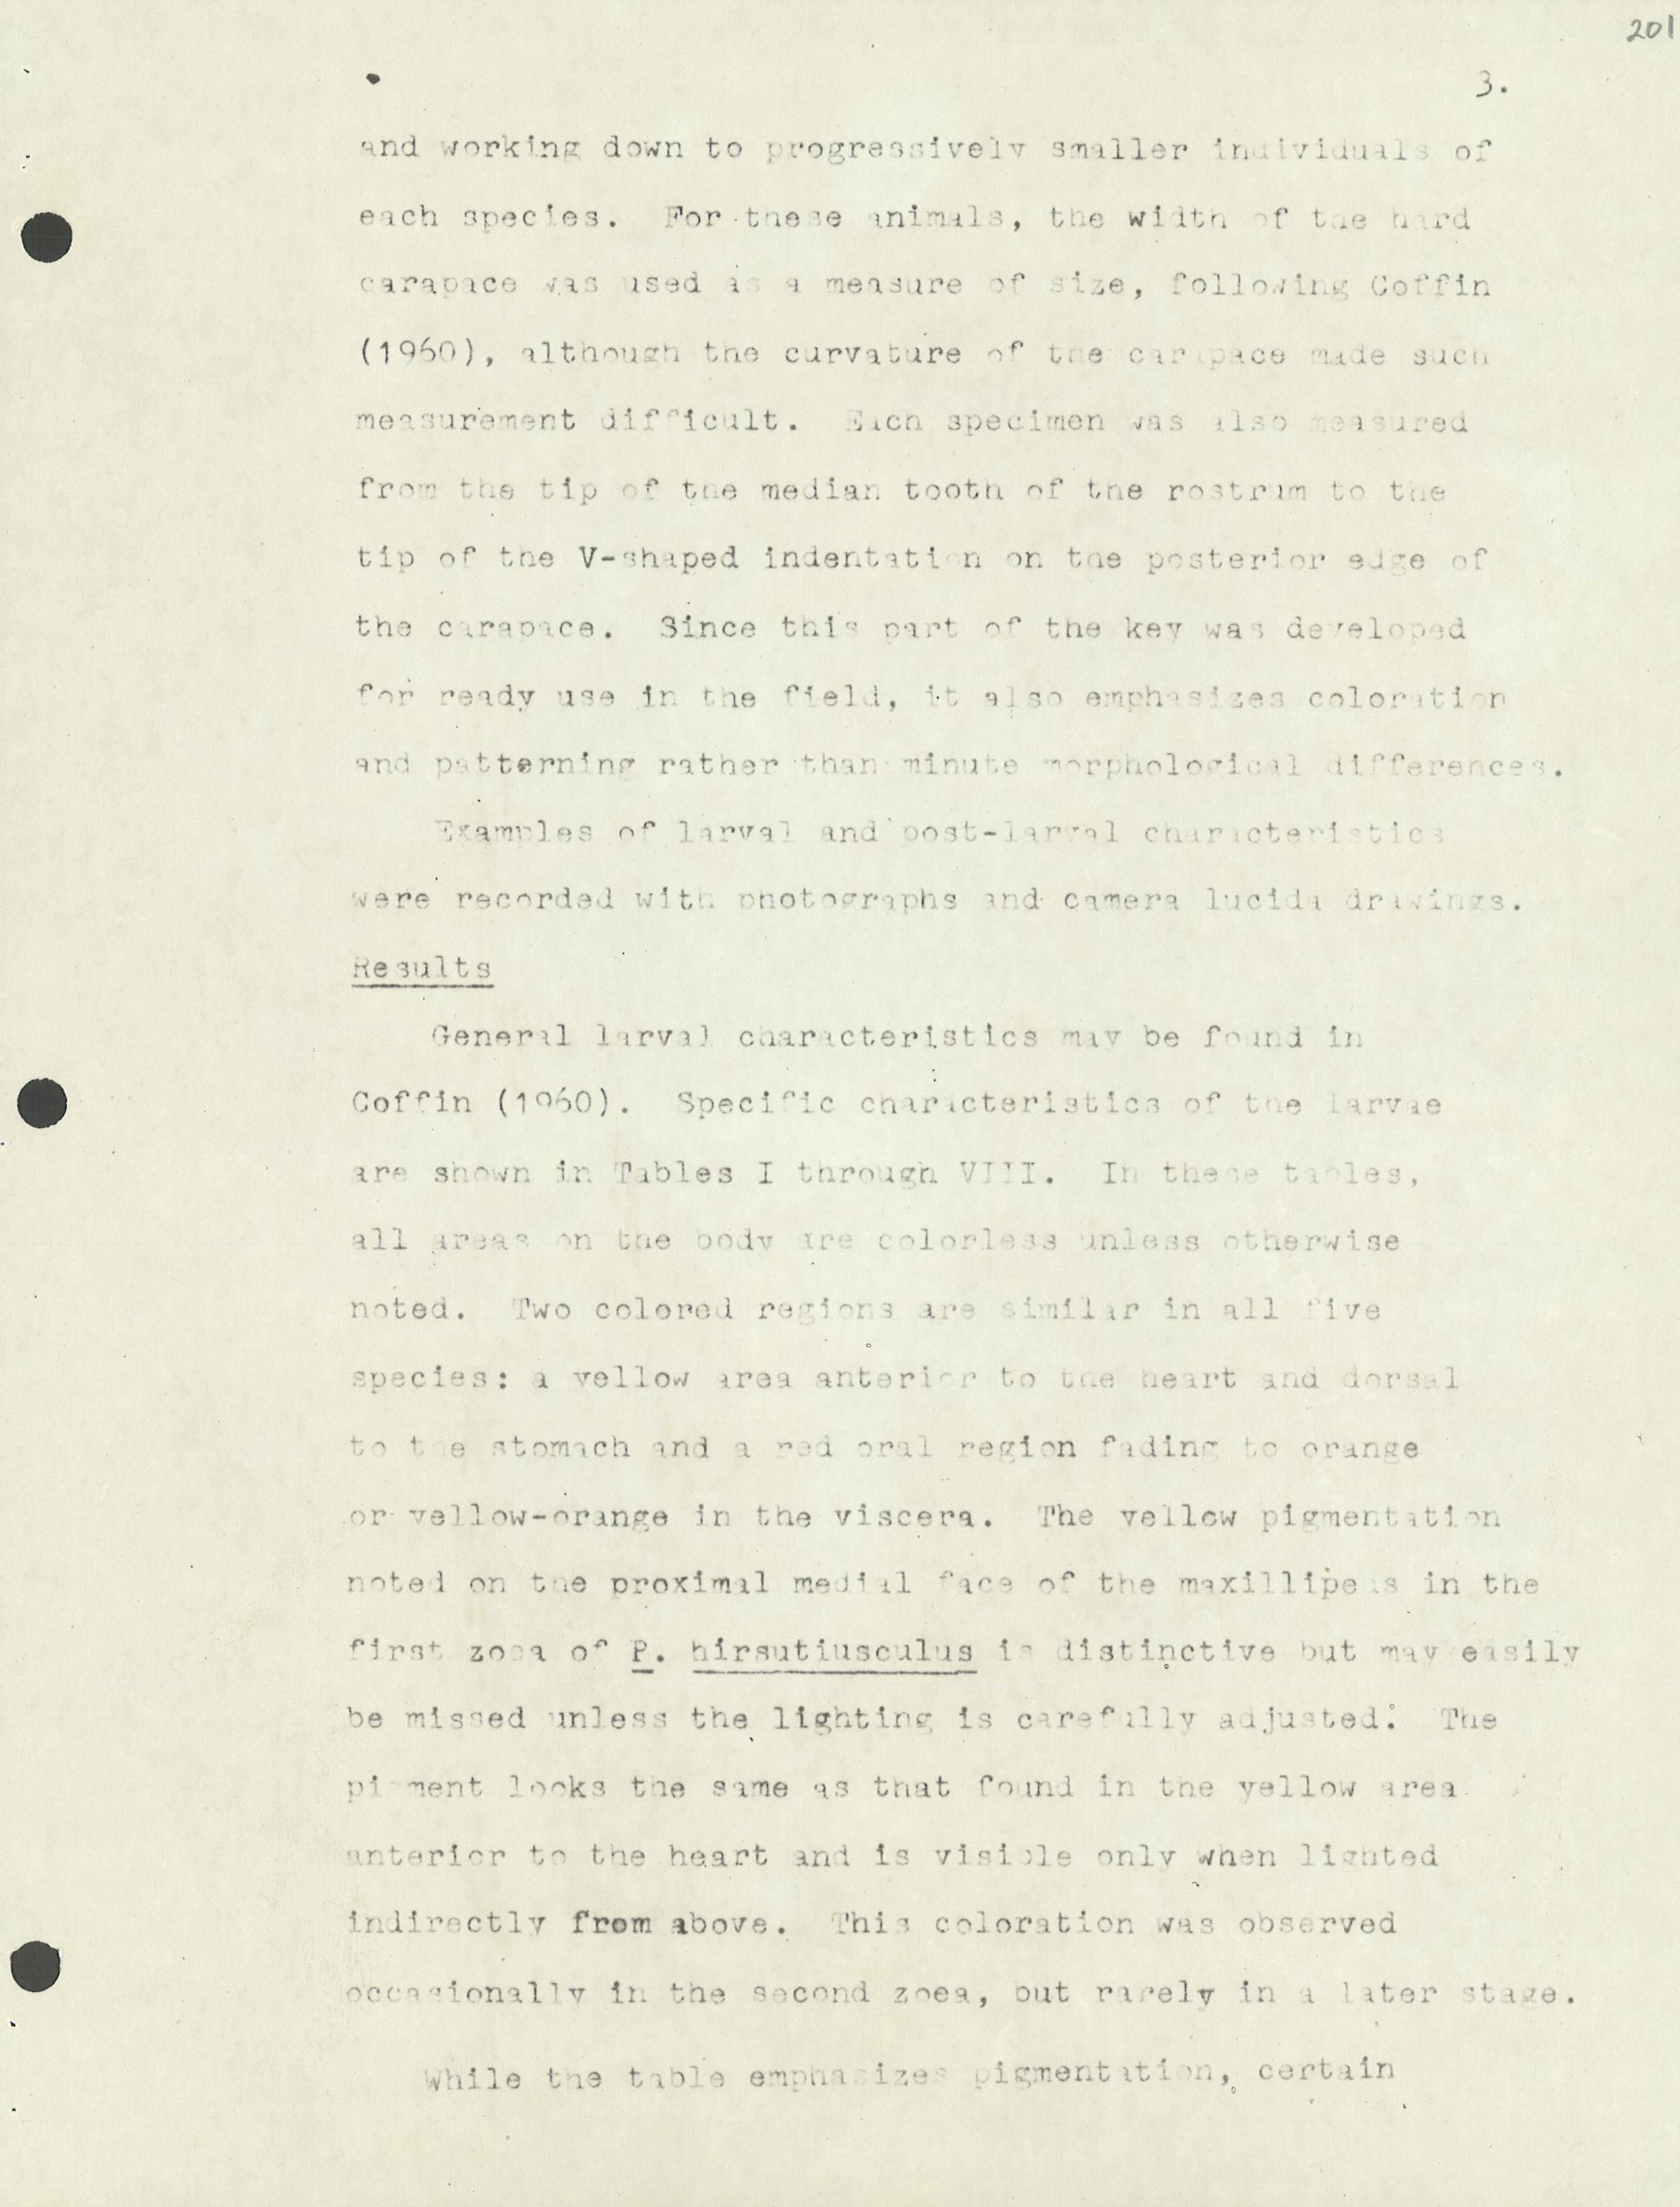 201
3.
and working down to progressively smaller individuals of
each species. For these animals, the width of the hard
carapace was used as a measure of size, following Coffin
(1960), although the curvature of the carapace made such
measurement difficult. Each specimen was also measured
from the tip of the median tooth of the rostrum to the
tip of the V-shaped indentation on the posterior edge of
the carapace. Since this part of the key was developed
for ready use in the field, it also emphasizes coloration
and patterning rather than minute morphological differences.
Examples of larval and post-larval characteristics
were recorded with photographs and camera lucida drawings.
Results
General larval characteristics may be found in
Coffin (1960). Specific characteristics of the larvae
are shown in Tables I through VIII. In these tables,
all areas on the body are colorless unless otherwise
noted. Two colored regions are similar in all five
species: a yellow area anterior to the heart and dorsal
to the stomach and a red oral region fading to orange
or yellow-orange in the viscera. The yellow pigmentation
noted on the proximal medial face of the maxillipeds in the
first zoea of P. hirsutiusculus is distinctive but may easily
be missed unless the lighting is carefully adjusted. The
pigment looks the same as that found in the yellow area
anterior to the heart and is visible only when lighted
indirectly from above. This coloration was observed
occasionally in the second zoea, but rarely in a later stage.
While the table emphasizes pigmentation, certain